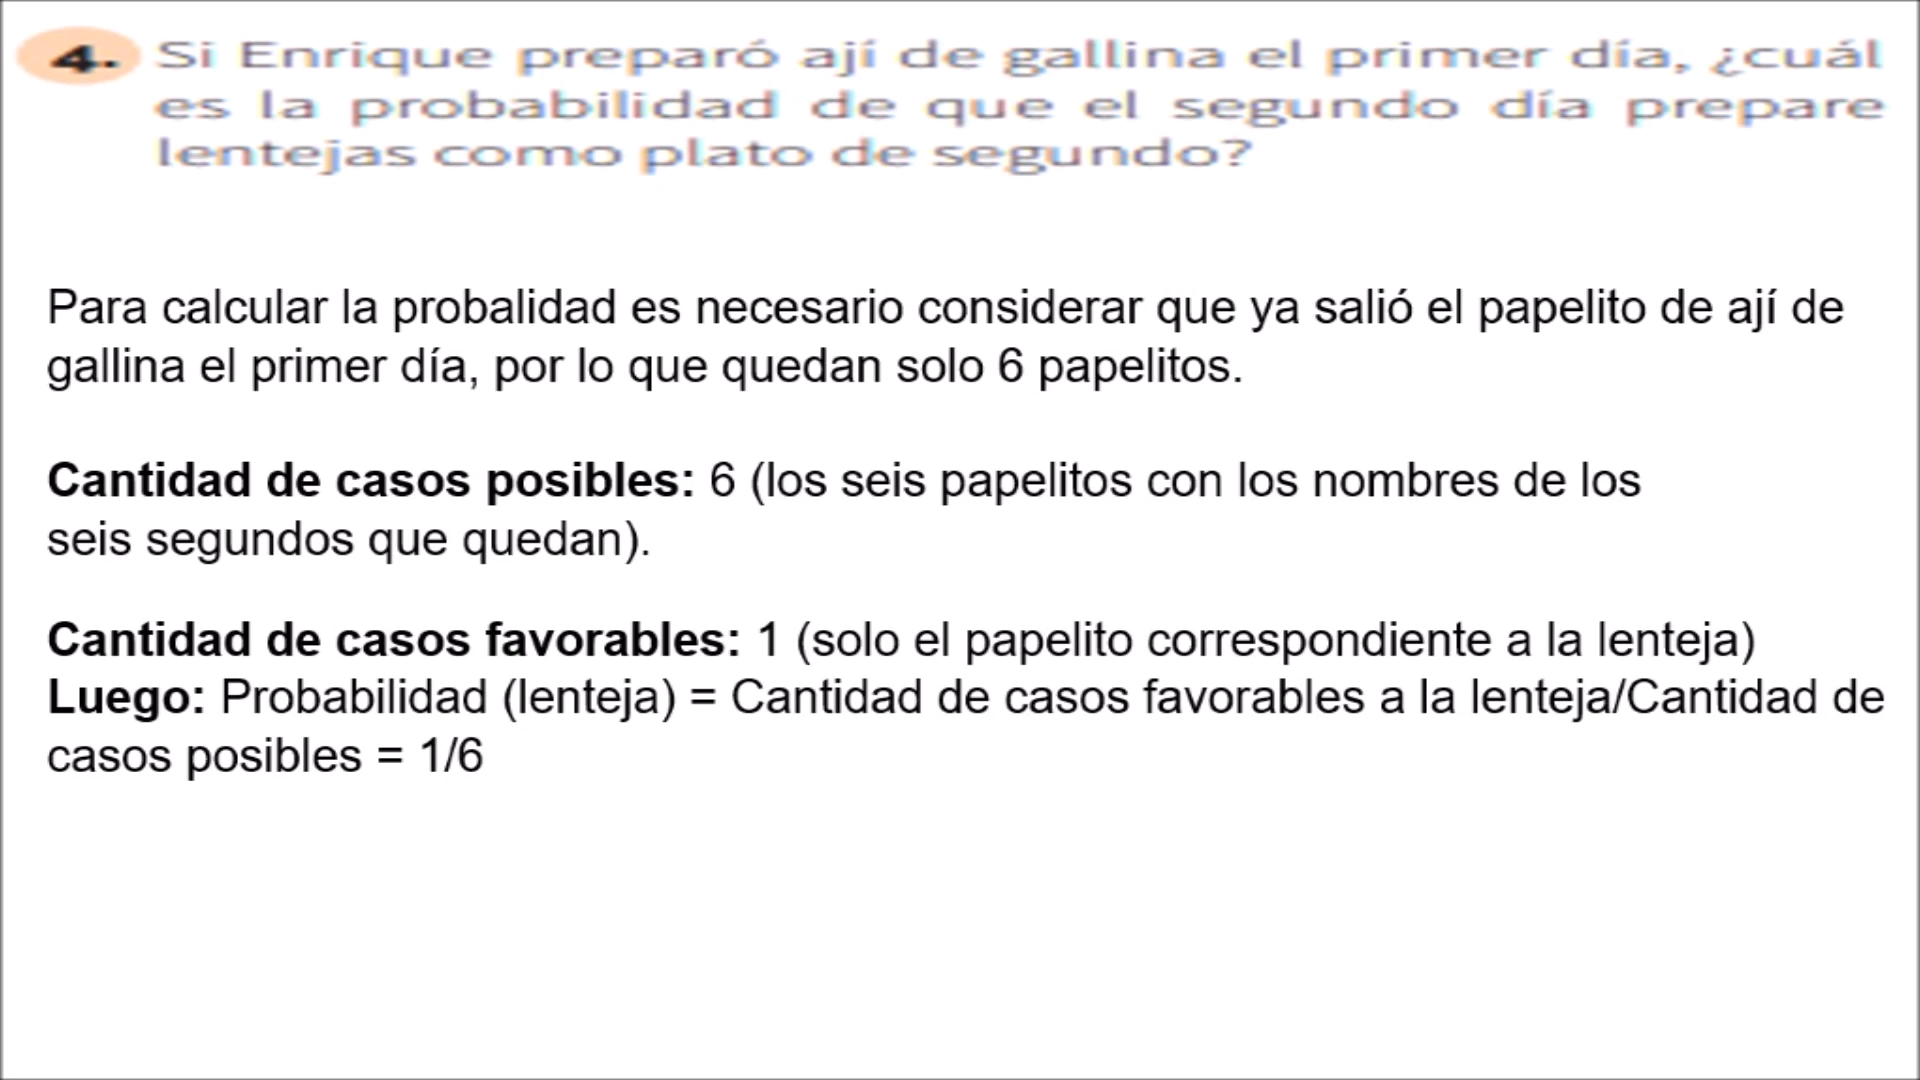 4. Si Enrique preparó ají de gallina el primer día, ¿cuál
es la probabilidad de que el segundo día prepare
lentejas como plato de segundo?
Para calcular la probalidad es necesario considerar que ya salió el papelito de ají de
gallina el primer día, por lo que quedan solo 6 papelitos.
Cantidad de casos posibles: 6 (los seis papelitos con los nombres de los
seis segundos que quedan).
Cantidad de casos favorables: 1 (solo el papelito correspondiente a la lenteja)
Luego: Probabilidad (lenteja) = Cantidad de casos favorables a la lenteja/Cantidad de
casos posibles = 1/6